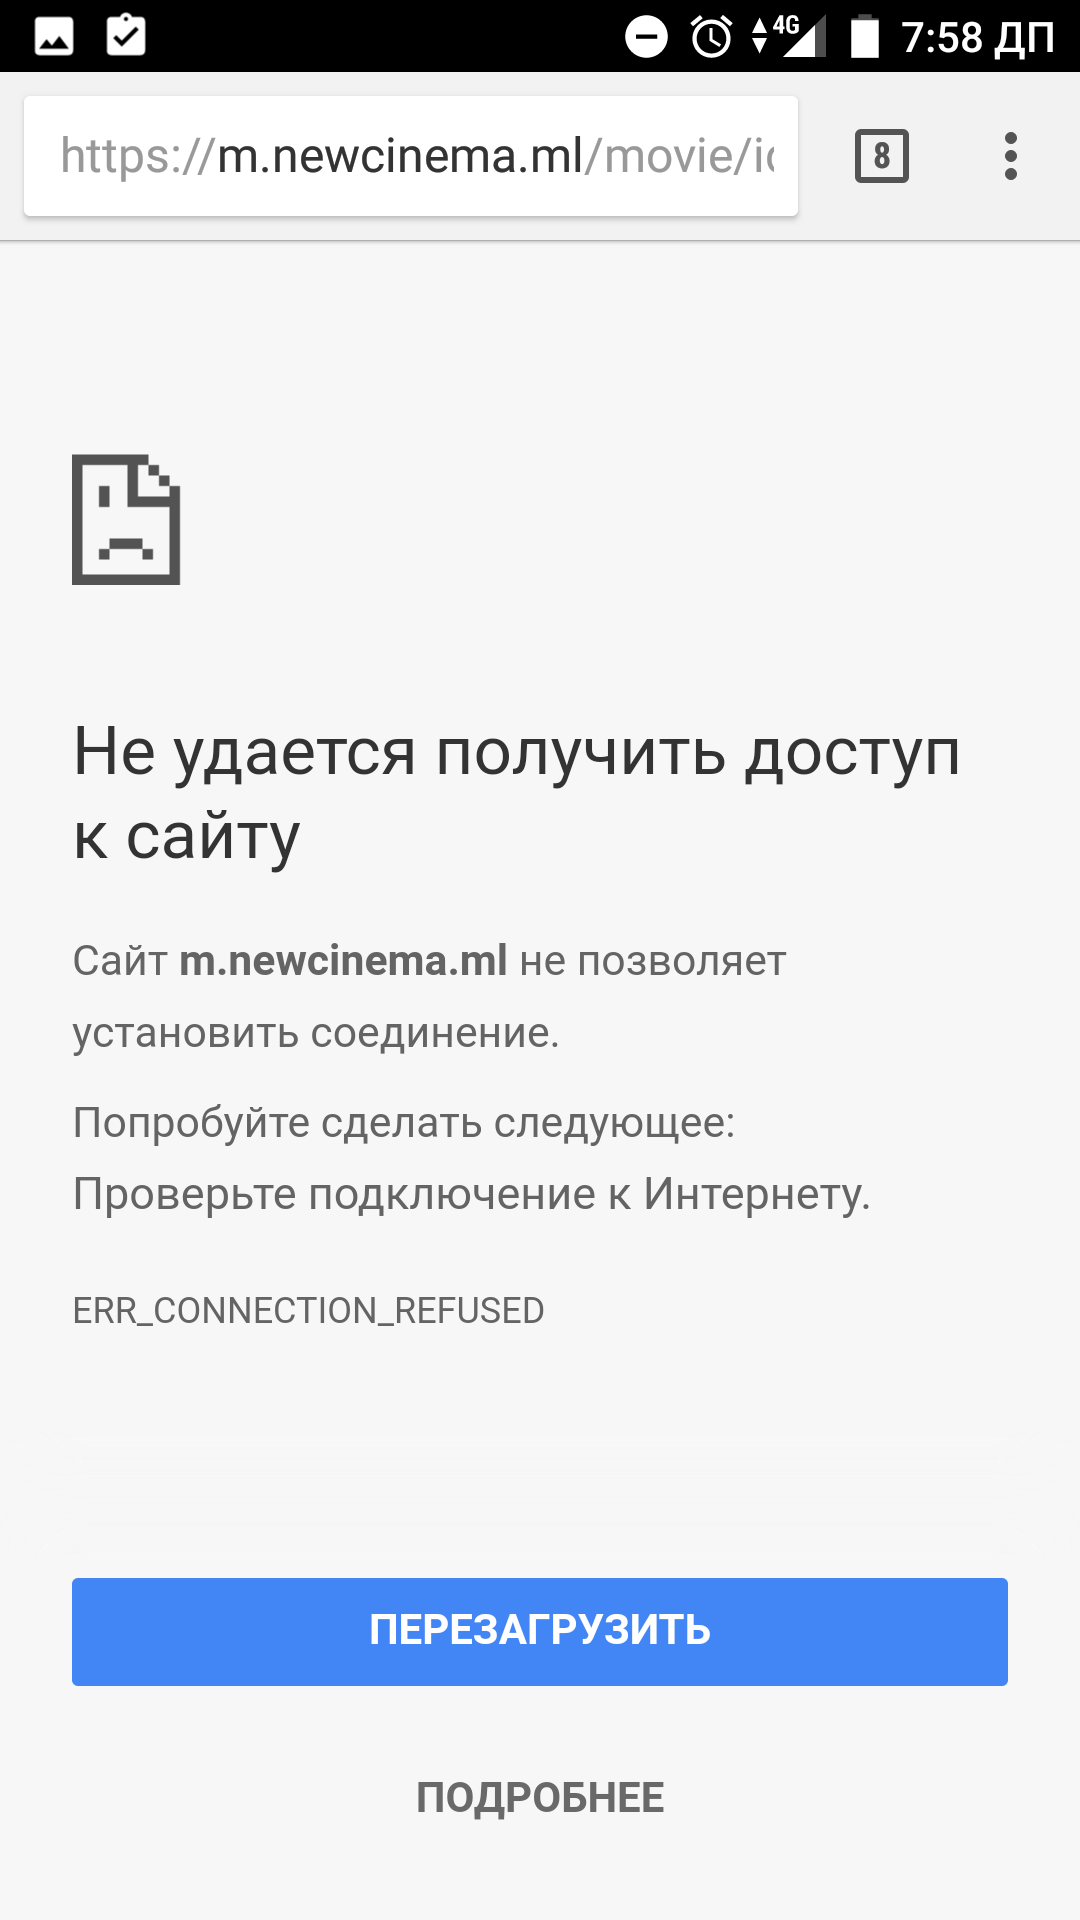 4G 7:58 ДП
https://m.newcinema.ml/movie/ic
8
Не удается получить доступ
к сайту
Сайт m.newcinema.ml не позволяет
установить соединение.
Попробуйте сделать следующее:
Проверьте подключение к Интернету.
ERR_CONNECTION_REFUSED
ПЕРЕЗАГРУЗИТЬ
ПОДРОБНЕЕ